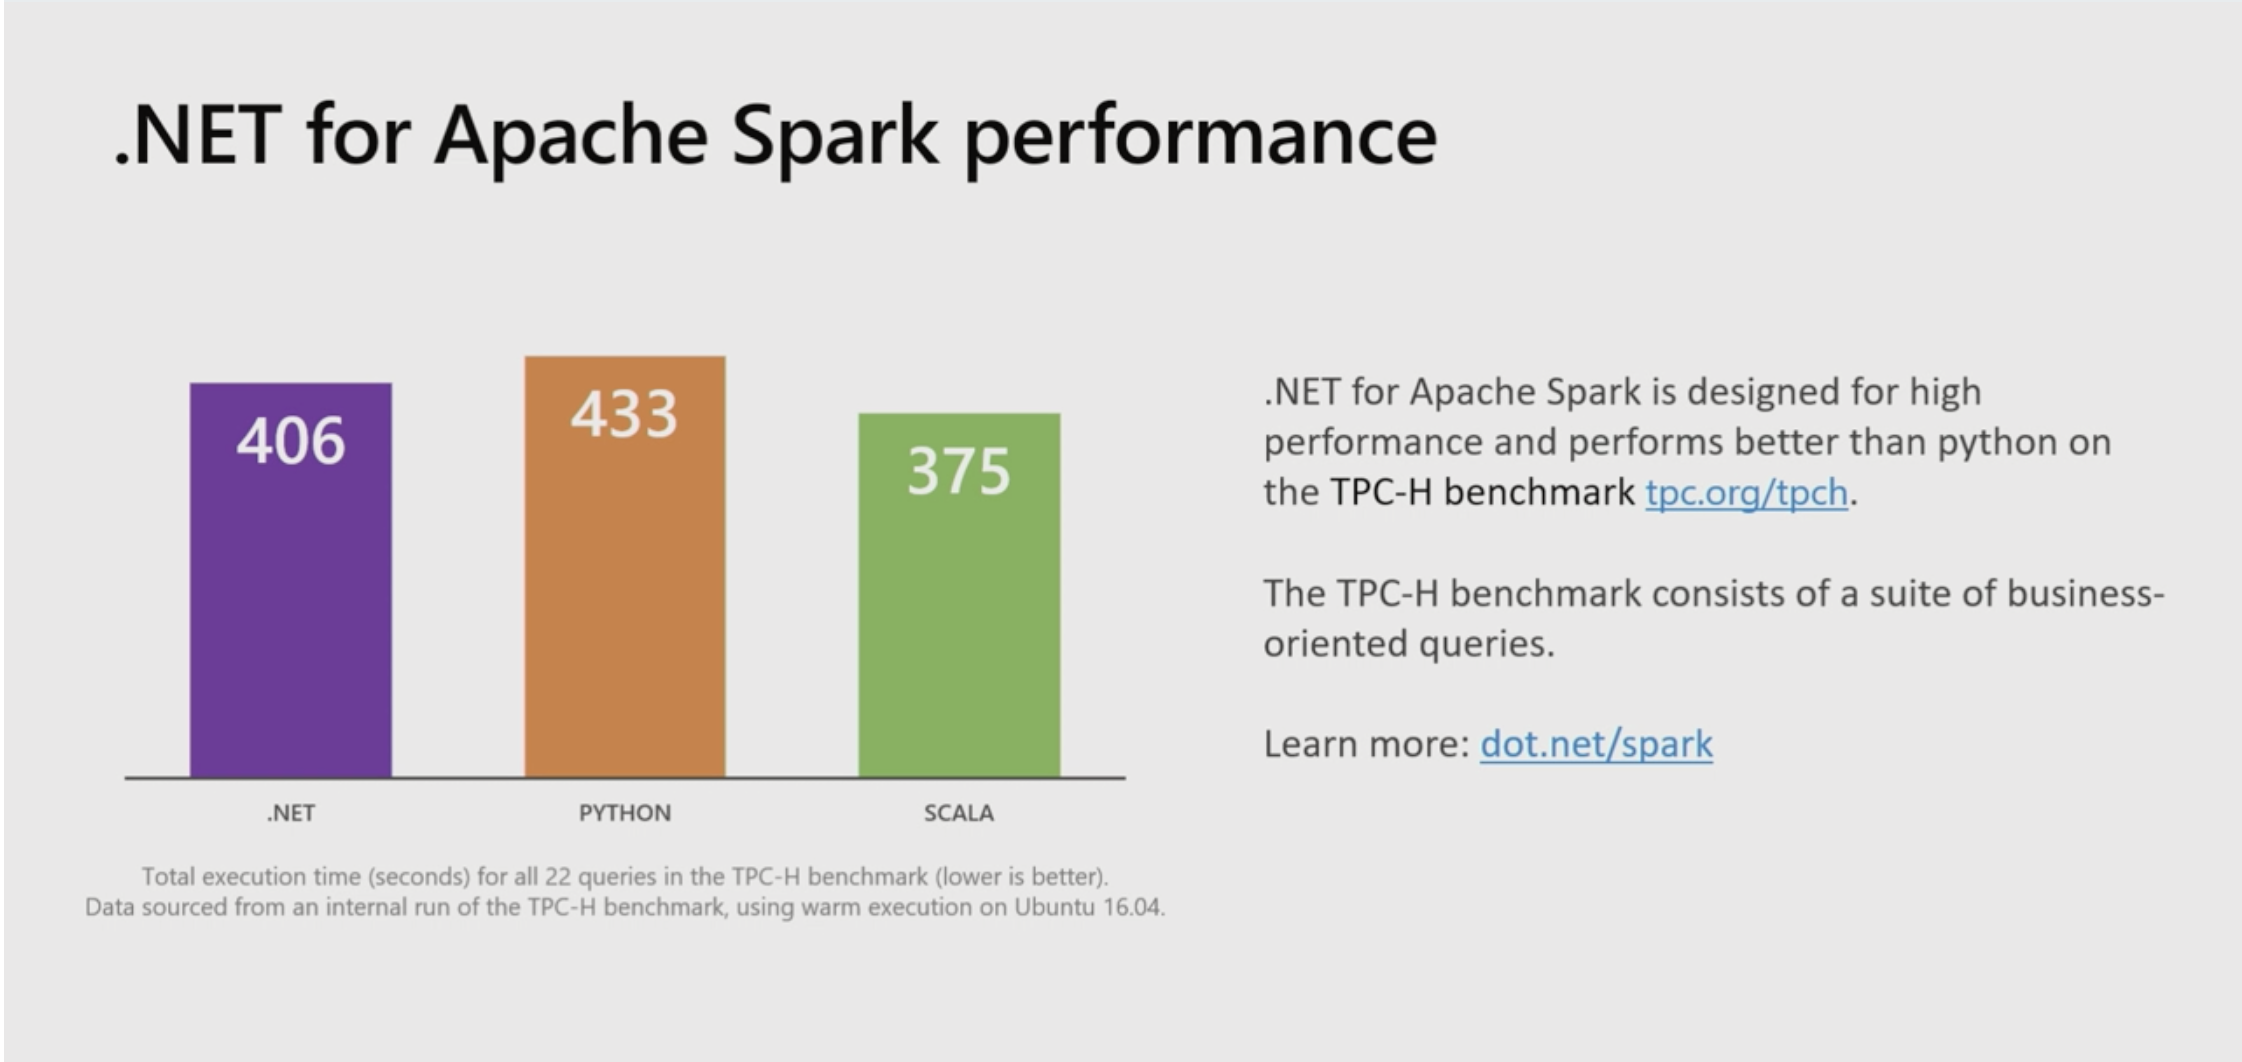 .NET for Apache Spark performance
406
433
375
.NET
PYTHON
SCALA
Total execution time (seconds) for all 22 queries in the TPC-H benchmark (lower is better).
Data sourced from an internal run of the TPC-H benchmark, using warm execution on Ubuntu 16.04.
.NET for Apache Spark is designed for high
performance and performs better than python on
the TPC-H benchmark tpc.org/tpch.
The TPC-H benchmark consists of a suite of business-
oriented queries.
Learn more: dot.net/spark